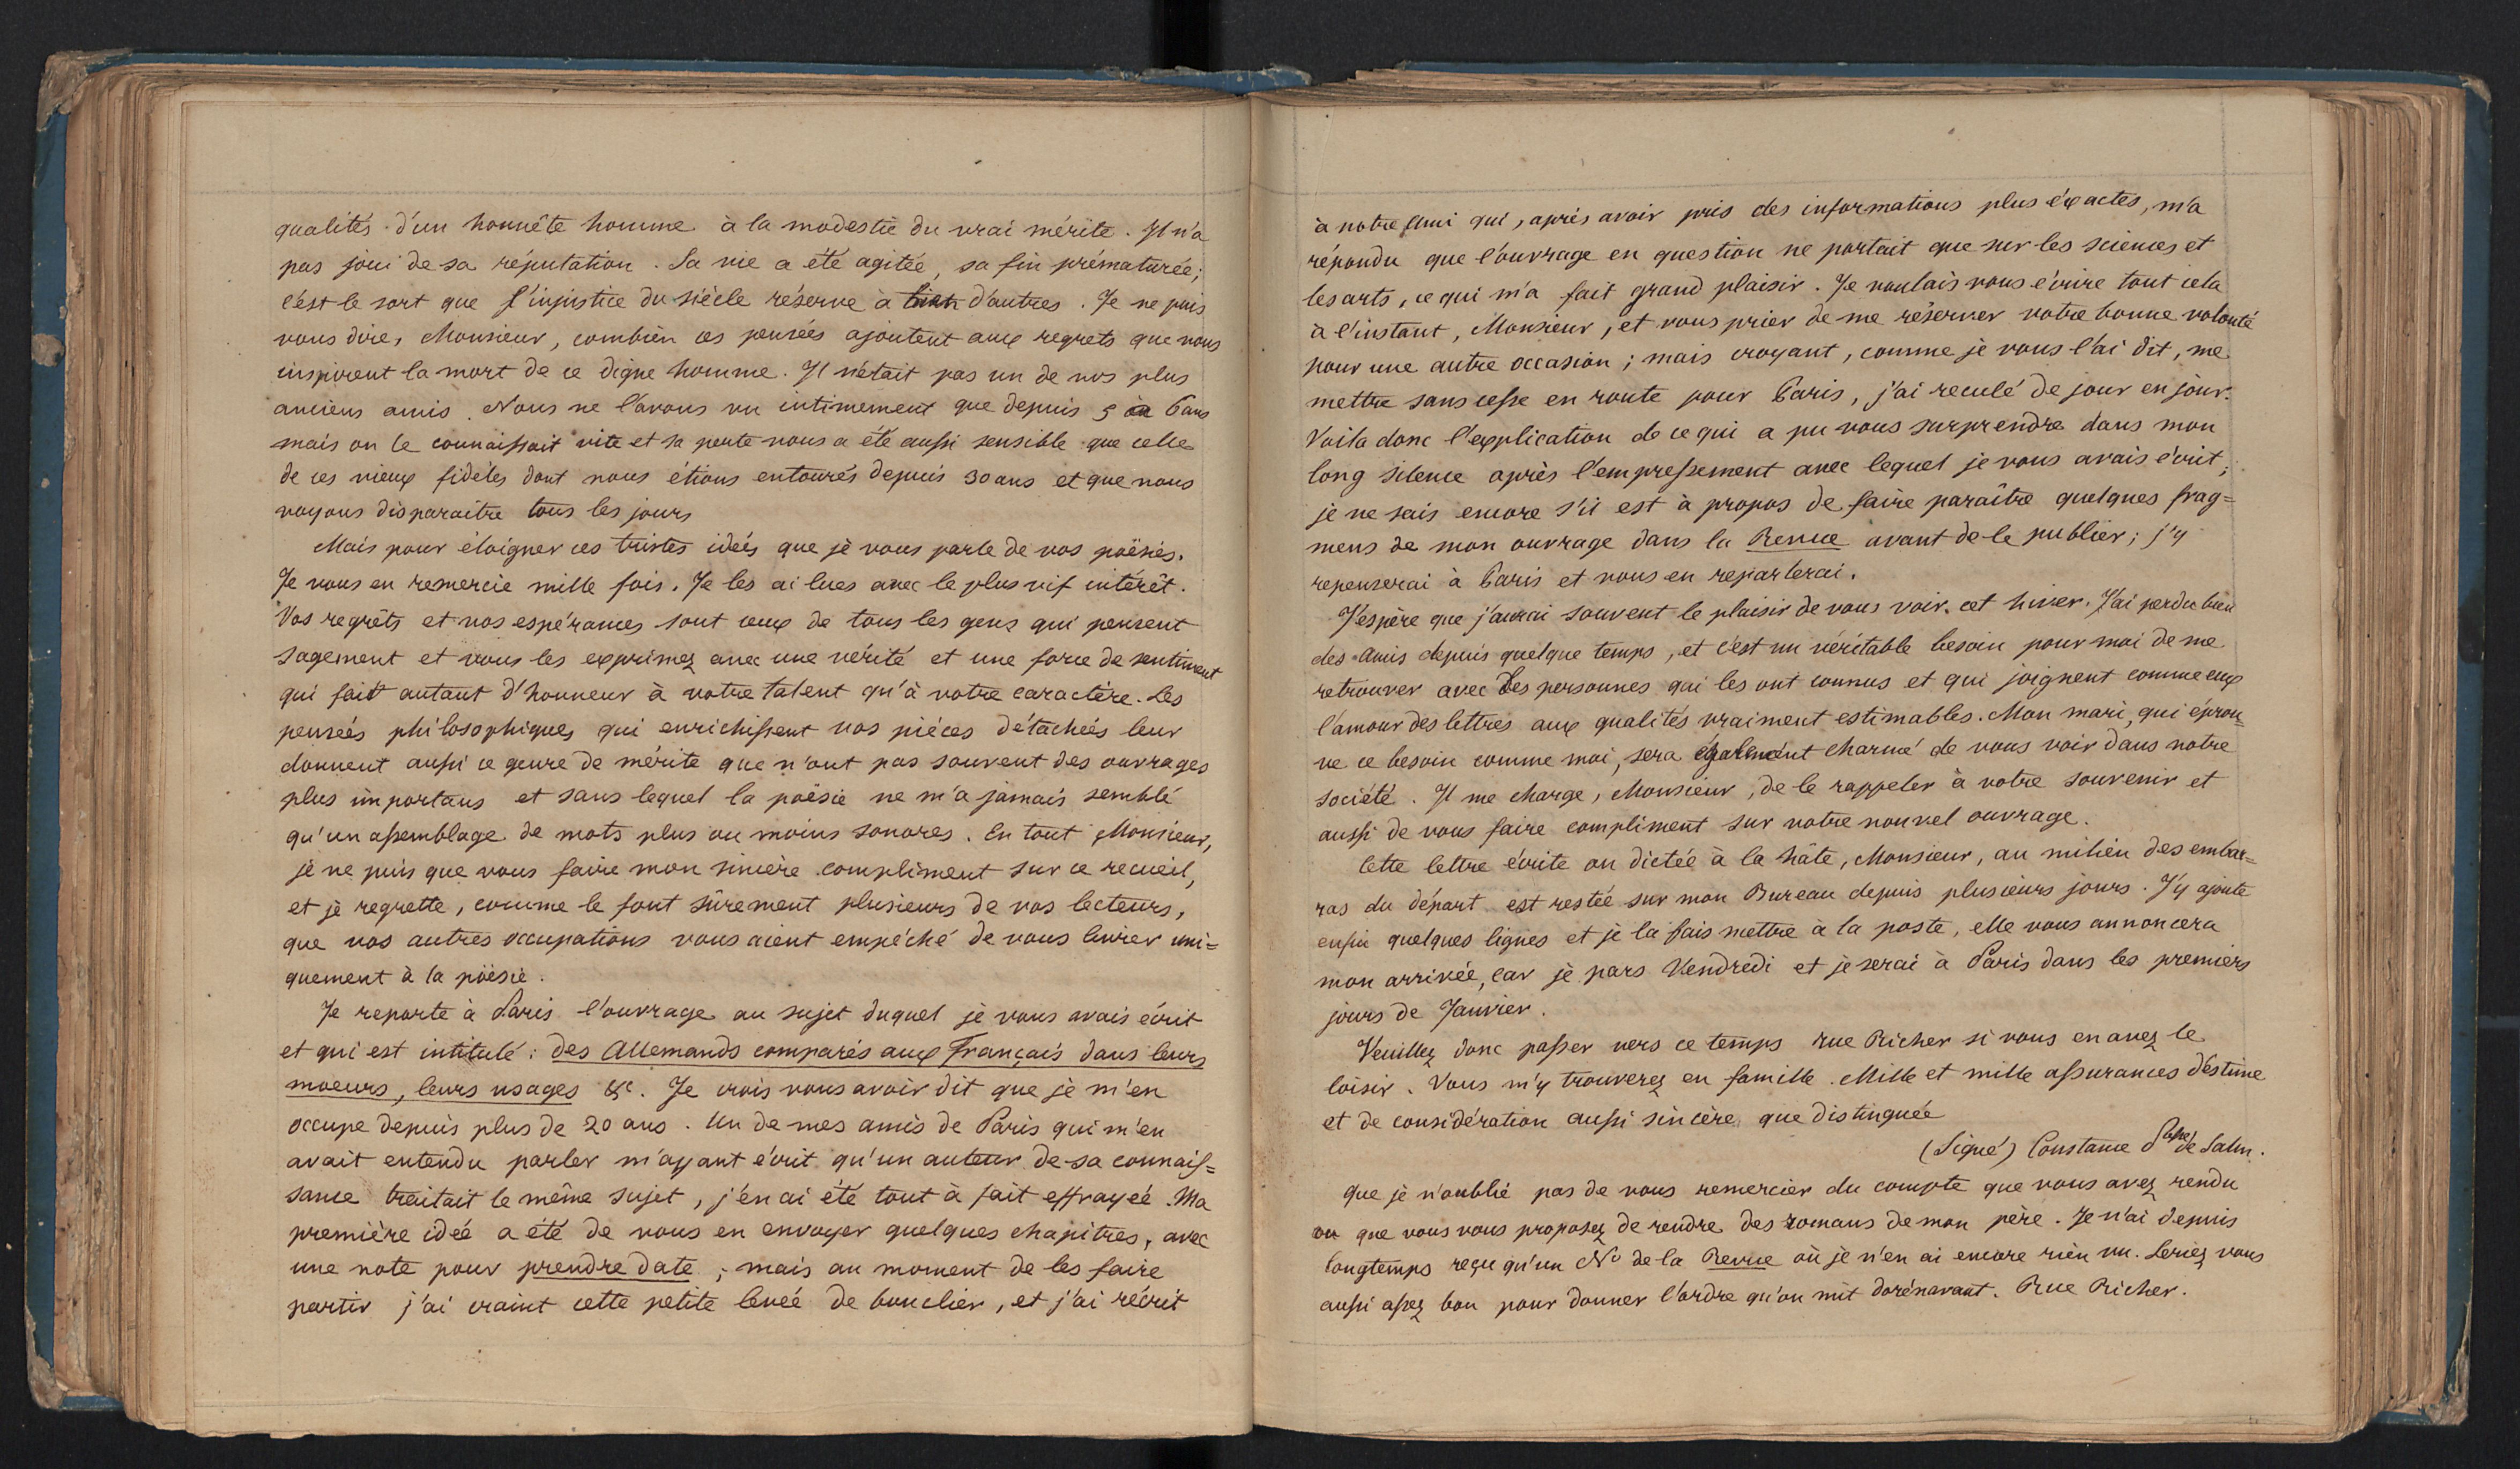 qualités d'un honnête homme à la modestie du vrai mérite. Il n'a
pas joui de sa réputation. Sa vie a été agitée, sa fin prématurée;
c'est le sort que l'injustice du siècle réserve à bien d'autres. Je ne puis
vous dire, Monsieur, combien ces pensées ajoutent aux regrets que nous
inspirent la mort de ce digne homme. Il n'était pas un de nos plus
anciens amis. Nous ne l'avons vu intimement que depuis 5 à 6 ans
mais on le connaissait vite et sa perte nous a été aussi sensible que celle
de ces vieux fidèles dont nous étions entourés depuis 30 ans et que nous
voyons disparaître tous les jours
Mais pour éloigner ces tristes idées que je vous parle de vos poësies.
Je vous en remercie mille fois. Je les ai lues avec le plus vif intérêt.
Vos regrêts et vos espérances sont ceux de tous les gens qui pensent
sagement et vous les exprimez avec une vérité et une force de sentiment
qui fait autant d'honneur à votre talent qu'à votre caractère. Les
pensées philosophiques qui enrichissent vos pièces détachées leur
donnent aussi ce genre de mérite que n'ont pas souvent des ouvrages
plus importans et sans lequel la poësie ne m'a jamais semblé
qu'un assemblage de mots plus ou moins sonores. En tout Monsieur,
je ne puis que vous faire mon sincère compliment sur ce recueil,
et je regrette, comme le font sûrement plusieurs de vos lecteurs,
que vos autres occupations vous aient empêché de vous livrer uni=
quement à la poësie.
Je reporte à Paris l'ouvrage au sujet duquel je vous avais écrit
et qui est intitulé: des Allemands comparés aux Français dans leurs
moeurs, leurs usages &c. Je crois vous avoir dit que je m'en
occupe depuis plus de 20 ans. Un de mes amis de Paris qui m'en
avait entendu parler m'ayant écrit qu'un auteur de sa connais=
sance traitait le même sujet, j'en ai été tout à fait effrayée. Ma
première idée a été de vous en envoyer quelques chapitres, avec
une note pour prendre date; mais au moment de les faire
partir j'ai craint cette petite levée de bouclier, et j'ai récrit
à notre ami qui, après avoir pris des informations plus éxactes, m'a
répondu que l'ouvrage en question ne portait que sur les sciences et
les arts, ce qui m'a fait grand plaisir. Je voulais vous écrire tout cela
à l'instant, Monsieur, et vous prier de me réserver votre bonne volonté
pour une autre occasion; mais croyant, comme je vous l'ai dit, me
mettre sans cesse en route pour Paris, j'ai reculé de jour en jour.
Voila donc l'explication de ce qui a pu vous surprendre dans mon
long silence après l'empressement avec lequel je vous avais écrit;
je ne sais encore s'il est à propos de faire paraître quelques frag=
mens de mon ouvrage dans la Revue avant de le publier; j'y
repenserai à Paris et vous en reparlerai.
J'espère que j'aurai souvent le plaisir de vous voir cet hiver. J'ai perdu bien
des amis depuis quelque temps, et c'est un véritable besoin pour moi de me
retrouver avec des personnes qui les ont connus et qui joignent comme eux
l'amour des lettres aux qualités vraiment estimables. Mon mari, qui éprou=
ve ce besoin comme moi, sera également charmé de vous voir dans notre
société. Il me charge, Monsieur, de le rappeler à votre souvenir et
aussi de vous faire compliment sur votre nouvel ouvrage.
Cette lettre écrite ou dictée à la hâte, Monsieur, au milieu des embar=
ras du départ est restée sur mon Bureau depuis plusieurs jours. J'y ajoute
enfin quelques lignes et je la fais mettre à la poste, elle vous annoncera
mon arrivée, car je pars Vendredi et je serai à Paris dans les premiers
jours de Janvier.
Veuillez donc passer vers ce temps rue Richer si vous en avez le
loisir. Vous m'y trouverez en famille. Mille et mille assurances d'estime
et de considération aussi sincère que distinguée
(Signé) Constance Psse de Salm.
Que je n'oublie pas de vous remercier du compte que vous avez rendu
ou que vous vous proposez de rendre des romans de mon père. Je n'ai depuis
longtemps reçu qu'un No de la Revue où je n'en ai encore rien vu. Seriez vous
aussi assez bon pour donner l'ordre qu'on mit dorénavant. Rue Richer.